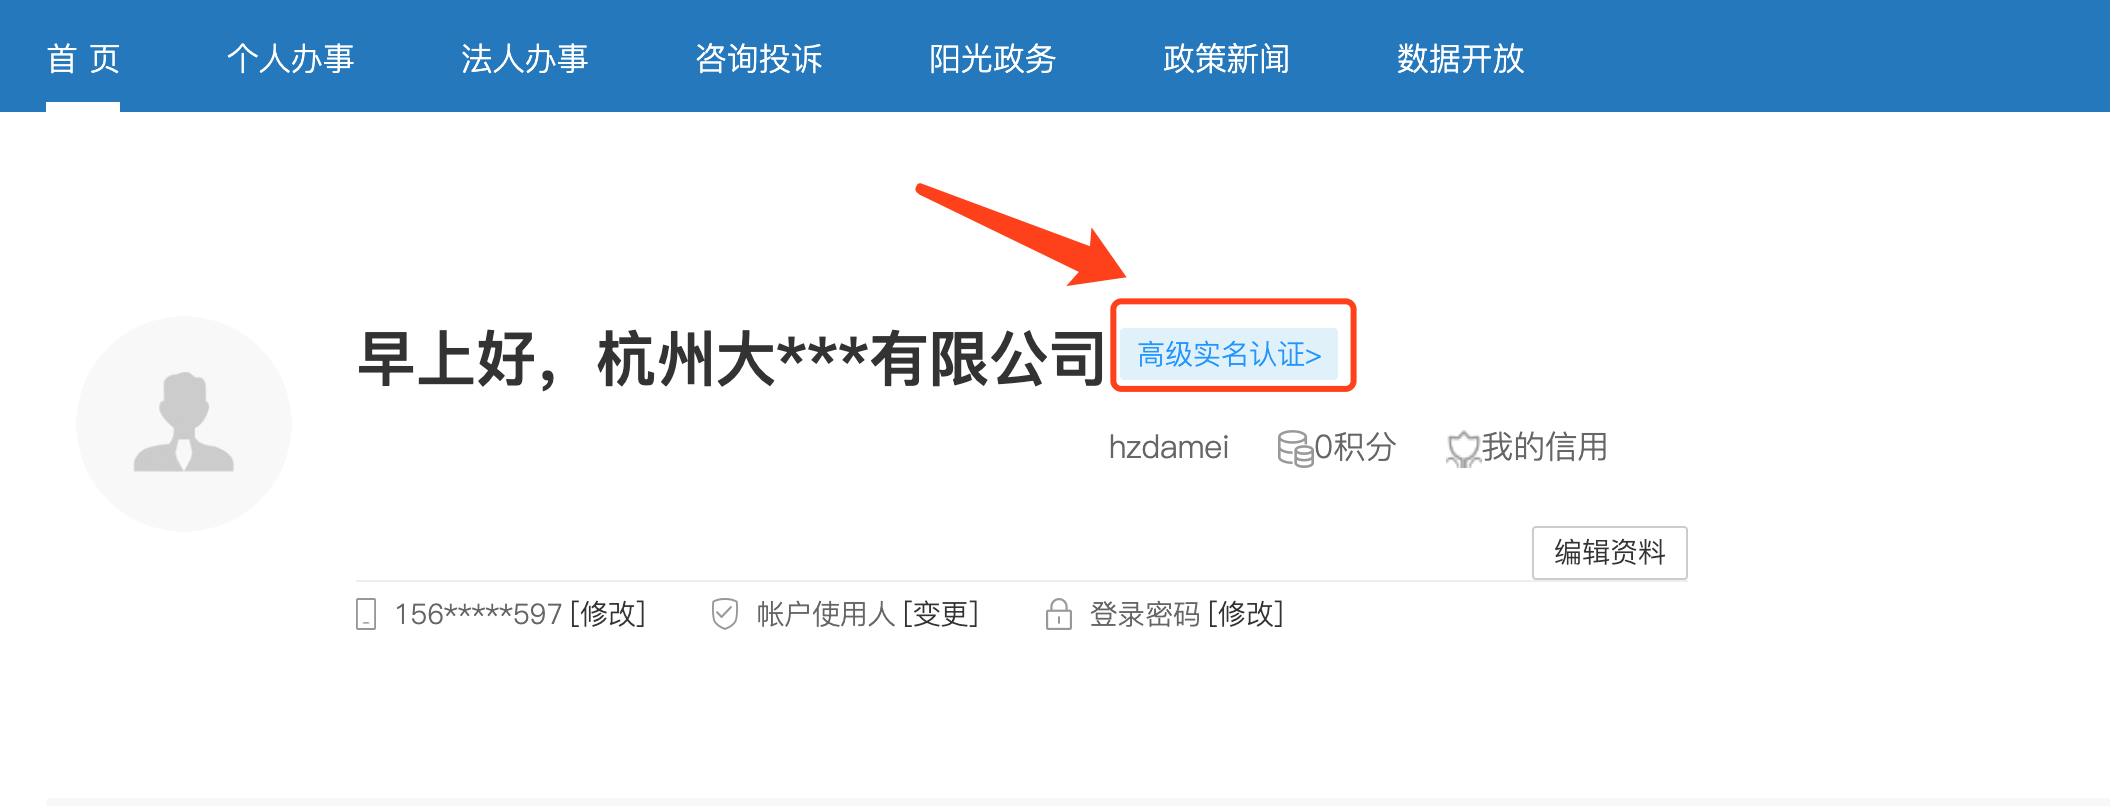 首 页 个人办事 法人办事 咨询投诉 阳光政务 政策新闻 数据开放
早上好，杭州大***有限公司 高级实名认证>
hzdamei 0积分 我的信用
编辑资料
156*****597 [修改] 帐户使用人 [变更] 登录密码 [修改]